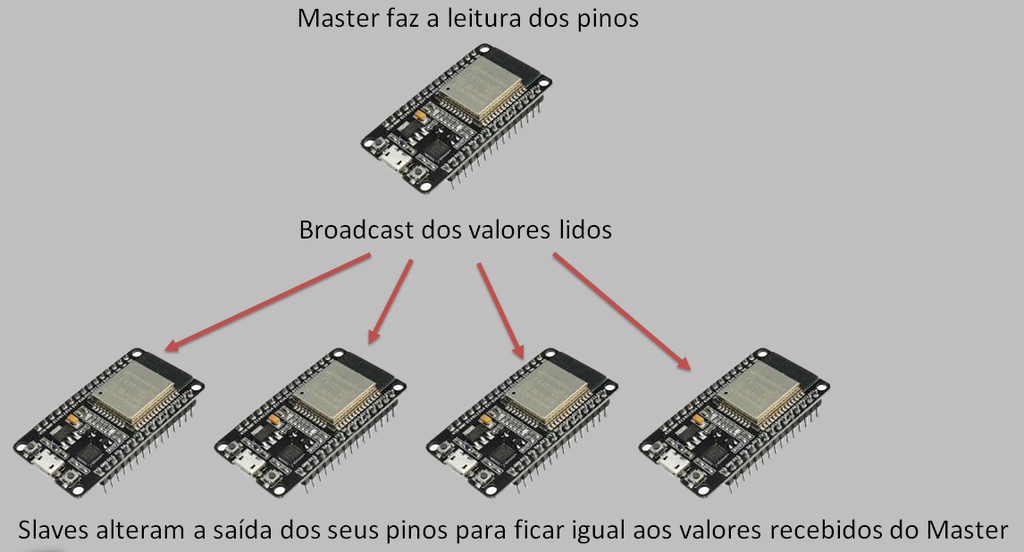 Master faz a leitura dos pinos
Broadcast dos valores lidos
Slaves alteram a saída dos seus pinos para ficar igual aos valores recebidos do Master